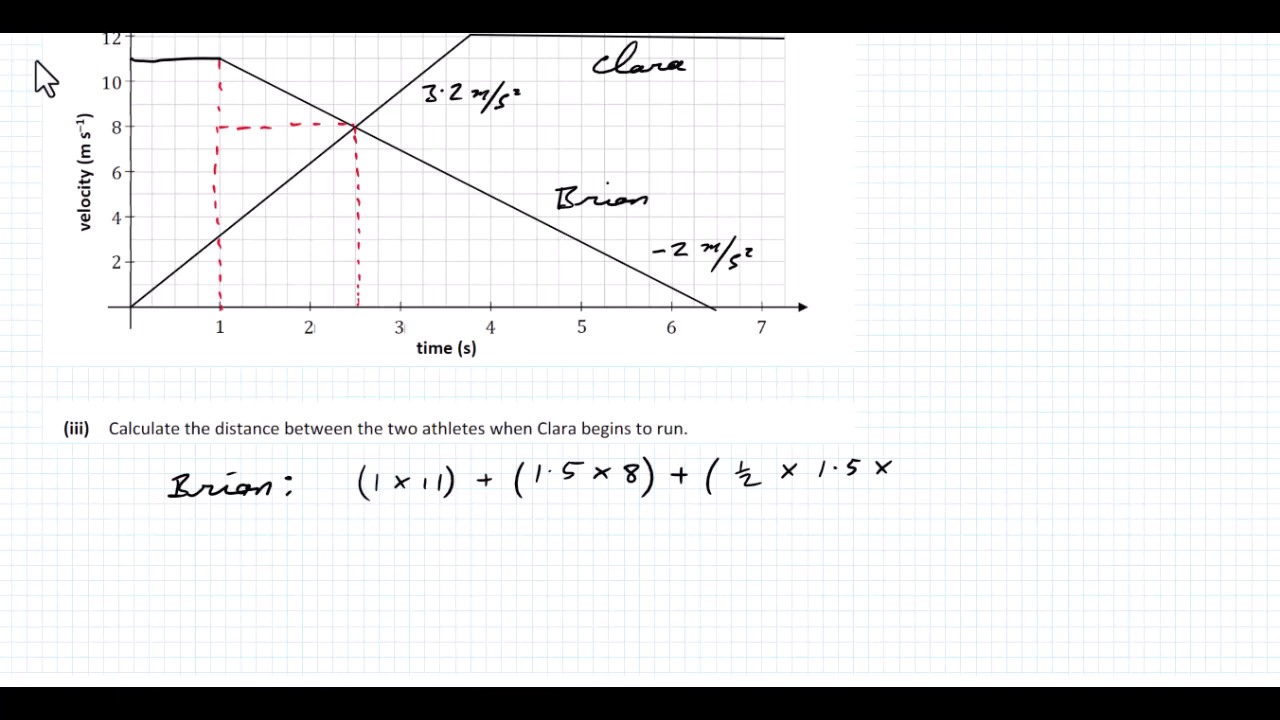 12
Clara
10
3.2 m/s²
velocity (m s⁻¹)
8
6
Brian
4
-2 m/s²
2
1 2 3 4 5 6 7
time (s)
(iii) Calculate the distance between the two athletes when Clara begins to run.
Brian: (1 × 11) + (1.5 × 8) + ( ½ × 1.5 ×